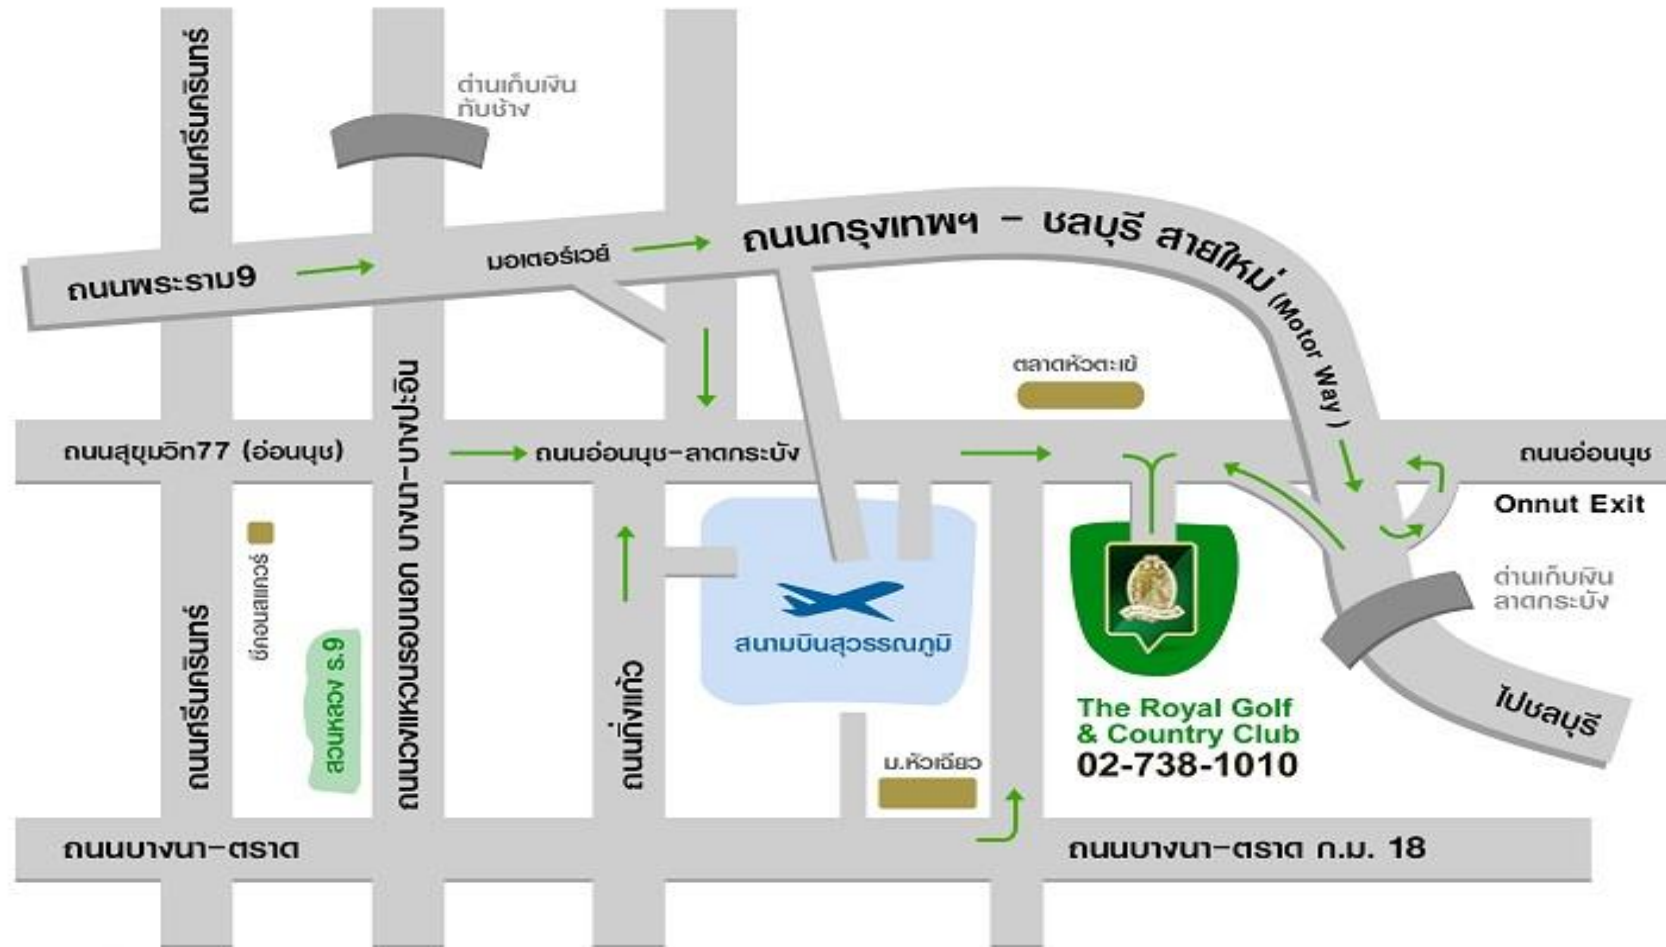 ถนนศรีนครินทร์
ด่านเก็บเงิน
ทับช้าง
ถนนกรุงเทพฯ - ชลบุรี สายใหม่ (Motor Way)
มอเตอร์เวย์
ถนนพระราม9
ตลาดหัวตะเข้
ถนนสุขุมวิท77 (อ่อนนุช)
ถนนอ่อนนุช-ลาดกระบัง
ถนนอ่อนนุช
Onnut Exit
ถนนวงแหวนรอบนอก บางนา-บางปะอิน
ซีคอนสแควร์
ด่านเก็บเงิน
ลาดกระบัง
สนามบินสุวรรณภูมิ
ถนนศรีนครินทร์
สวนหลวง ร.9
ถนนกิ่งแก้ว
The Royal Golf
& Country Club
02-738-1010
ไปชลบุรี
ม.หัวเฉียว
ถนนบางนา-ตราด
ถนนบางนา-ตราด ก.ม. 18